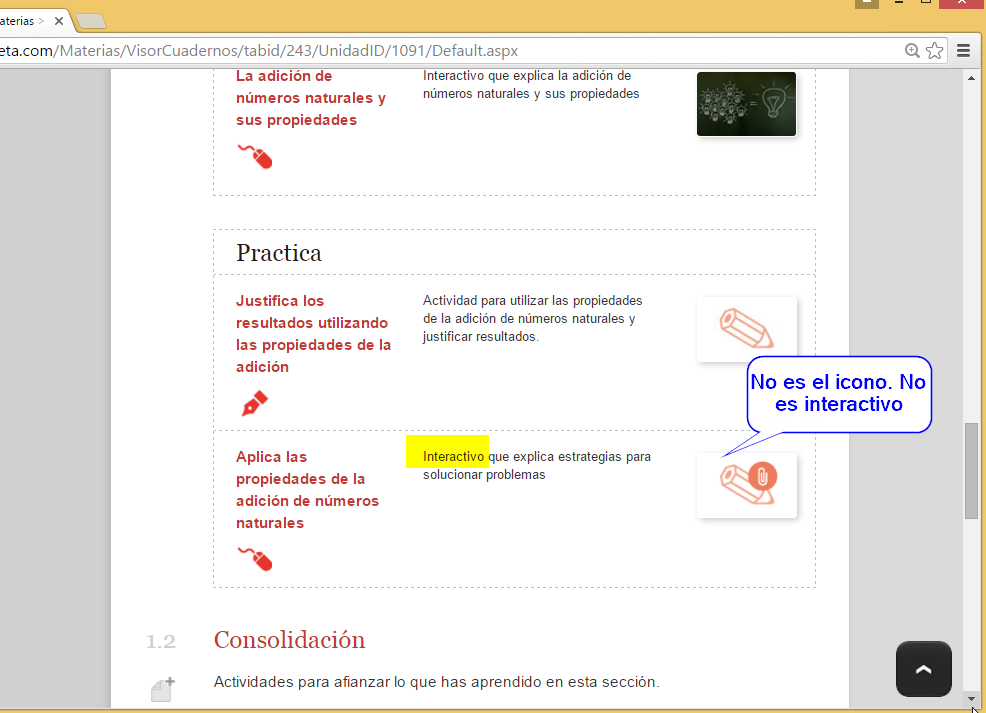 aterias >
eta.com/Materias/VisorCuadernos/tabid/243/UnidadID/1091/Default.aspx
La adición de
números naturales y
sus propiedades
Interactivo que explica la adición de
números naturales y sus propiedades
Practica
Justifica los
resultados utilizando
las propiedades de la
adición
Actividad para utilizar las propiedades
de la adición de números naturales y
justificar resultados.
No es el icono. No
es interactivo
Aplica las
propiedades de la
adición de números
naturales
Interactivo que explica estrategias para
solucionar problemas
1.2
Consolidación
Actividades para afianzar lo que has aprendido en esta sección.